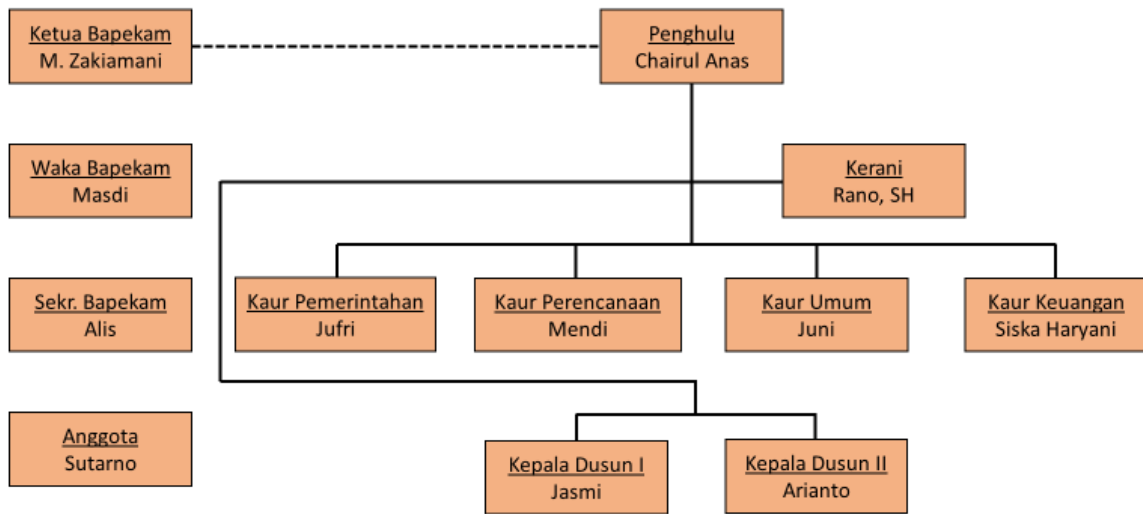 Ketua Bapekam
M. Zakiamani
Penghulu
Chairul Anas
Waka Bapekam
Masdi
Kerani
Rano, SH
Sekr. Bapekam
Alis
Kaur Pemerintahan
Jufri
Kaur Perencanaan
Mendi
Kaur Umum
Juni
Kaur Keuangan
Siska Haryani
Anggota
Sutarno
Kepala Dusun I
Jasmi
Kepala Dusun II
Arianto